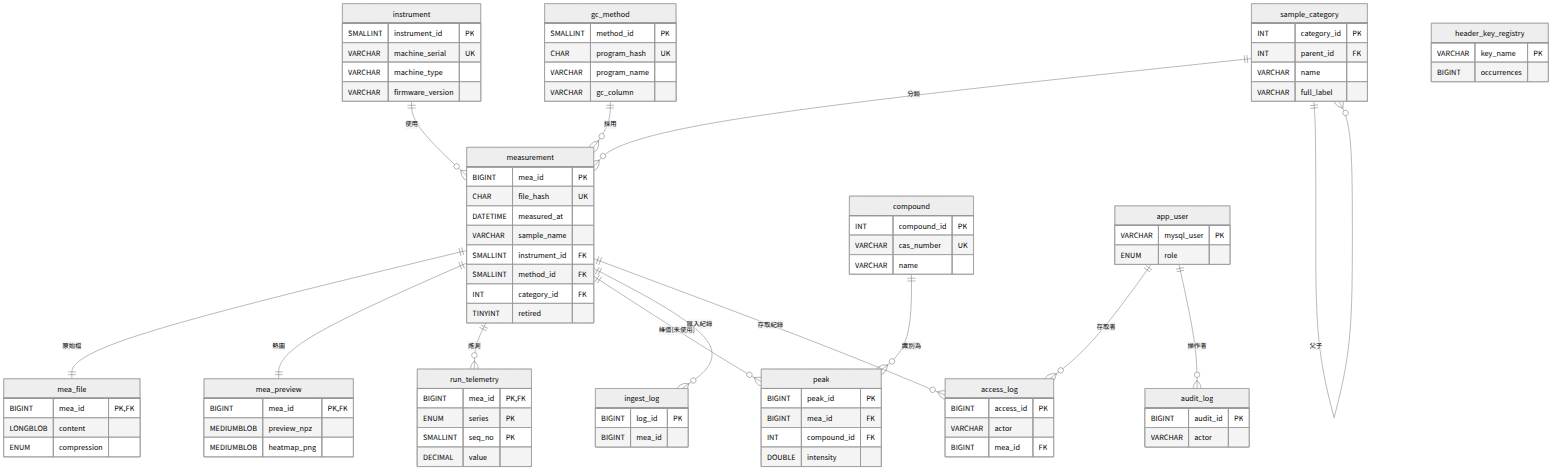 instrument
SMALLINT instrument_id PK
VARCHAR machine_serial UK
VARCHAR machine_type
VARCHAR firmware_version
gc_method
SMALLINT method_id PK
CHAR program_hash UK
VARCHAR program_name
VARCHAR gc_column
sample_category
INT category_id PK
INT parent_id FK
VARCHAR name
VARCHAR full_label
header_key_registry
VARCHAR key_name PK
BIGINT occurrences
使用
採用
分類
measurement
BIGINT mea_id PK
CHAR file_hash UK
DATETIME measured_at
VARCHAR sample_name
SMALLINT instrument_id FK
SMALLINT method_id FK
INT category_id FK
TINYINT retired
compound
INT compound_id PK
VARCHAR cas_number UK
VARCHAR name
app_user
VARCHAR mysql_user PK
ENUM role
原始檔
熱圖
遙測
匯入紀錄
峰值(未使用)
存取紀錄
識別為
存取者
操作者
父子
mea_file
BIGINT mea_id PK,FK
LONGBLOB content
ENUM compression
mea_preview
BIGINT mea_id PK,FK
MEDIUMBLOB preview_npz
MEDIUMBLOB heatmap_png
run_telemetry
BIGINT mea_id PK,FK
ENUM series PK
SMALLINT seq_no PK
DECIMAL value
ingest_log
BIGINT log_id PK
BIGINT mea_id
peak
BIGINT peak_id PK
BIGINT mea_id FK
INT compound_id FK
DOUBLE intensity
access_log
BIGINT access_id PK
VARCHAR actor
BIGINT mea_id FK
audit_log
BIGINT audit_id PK
VARCHAR actor